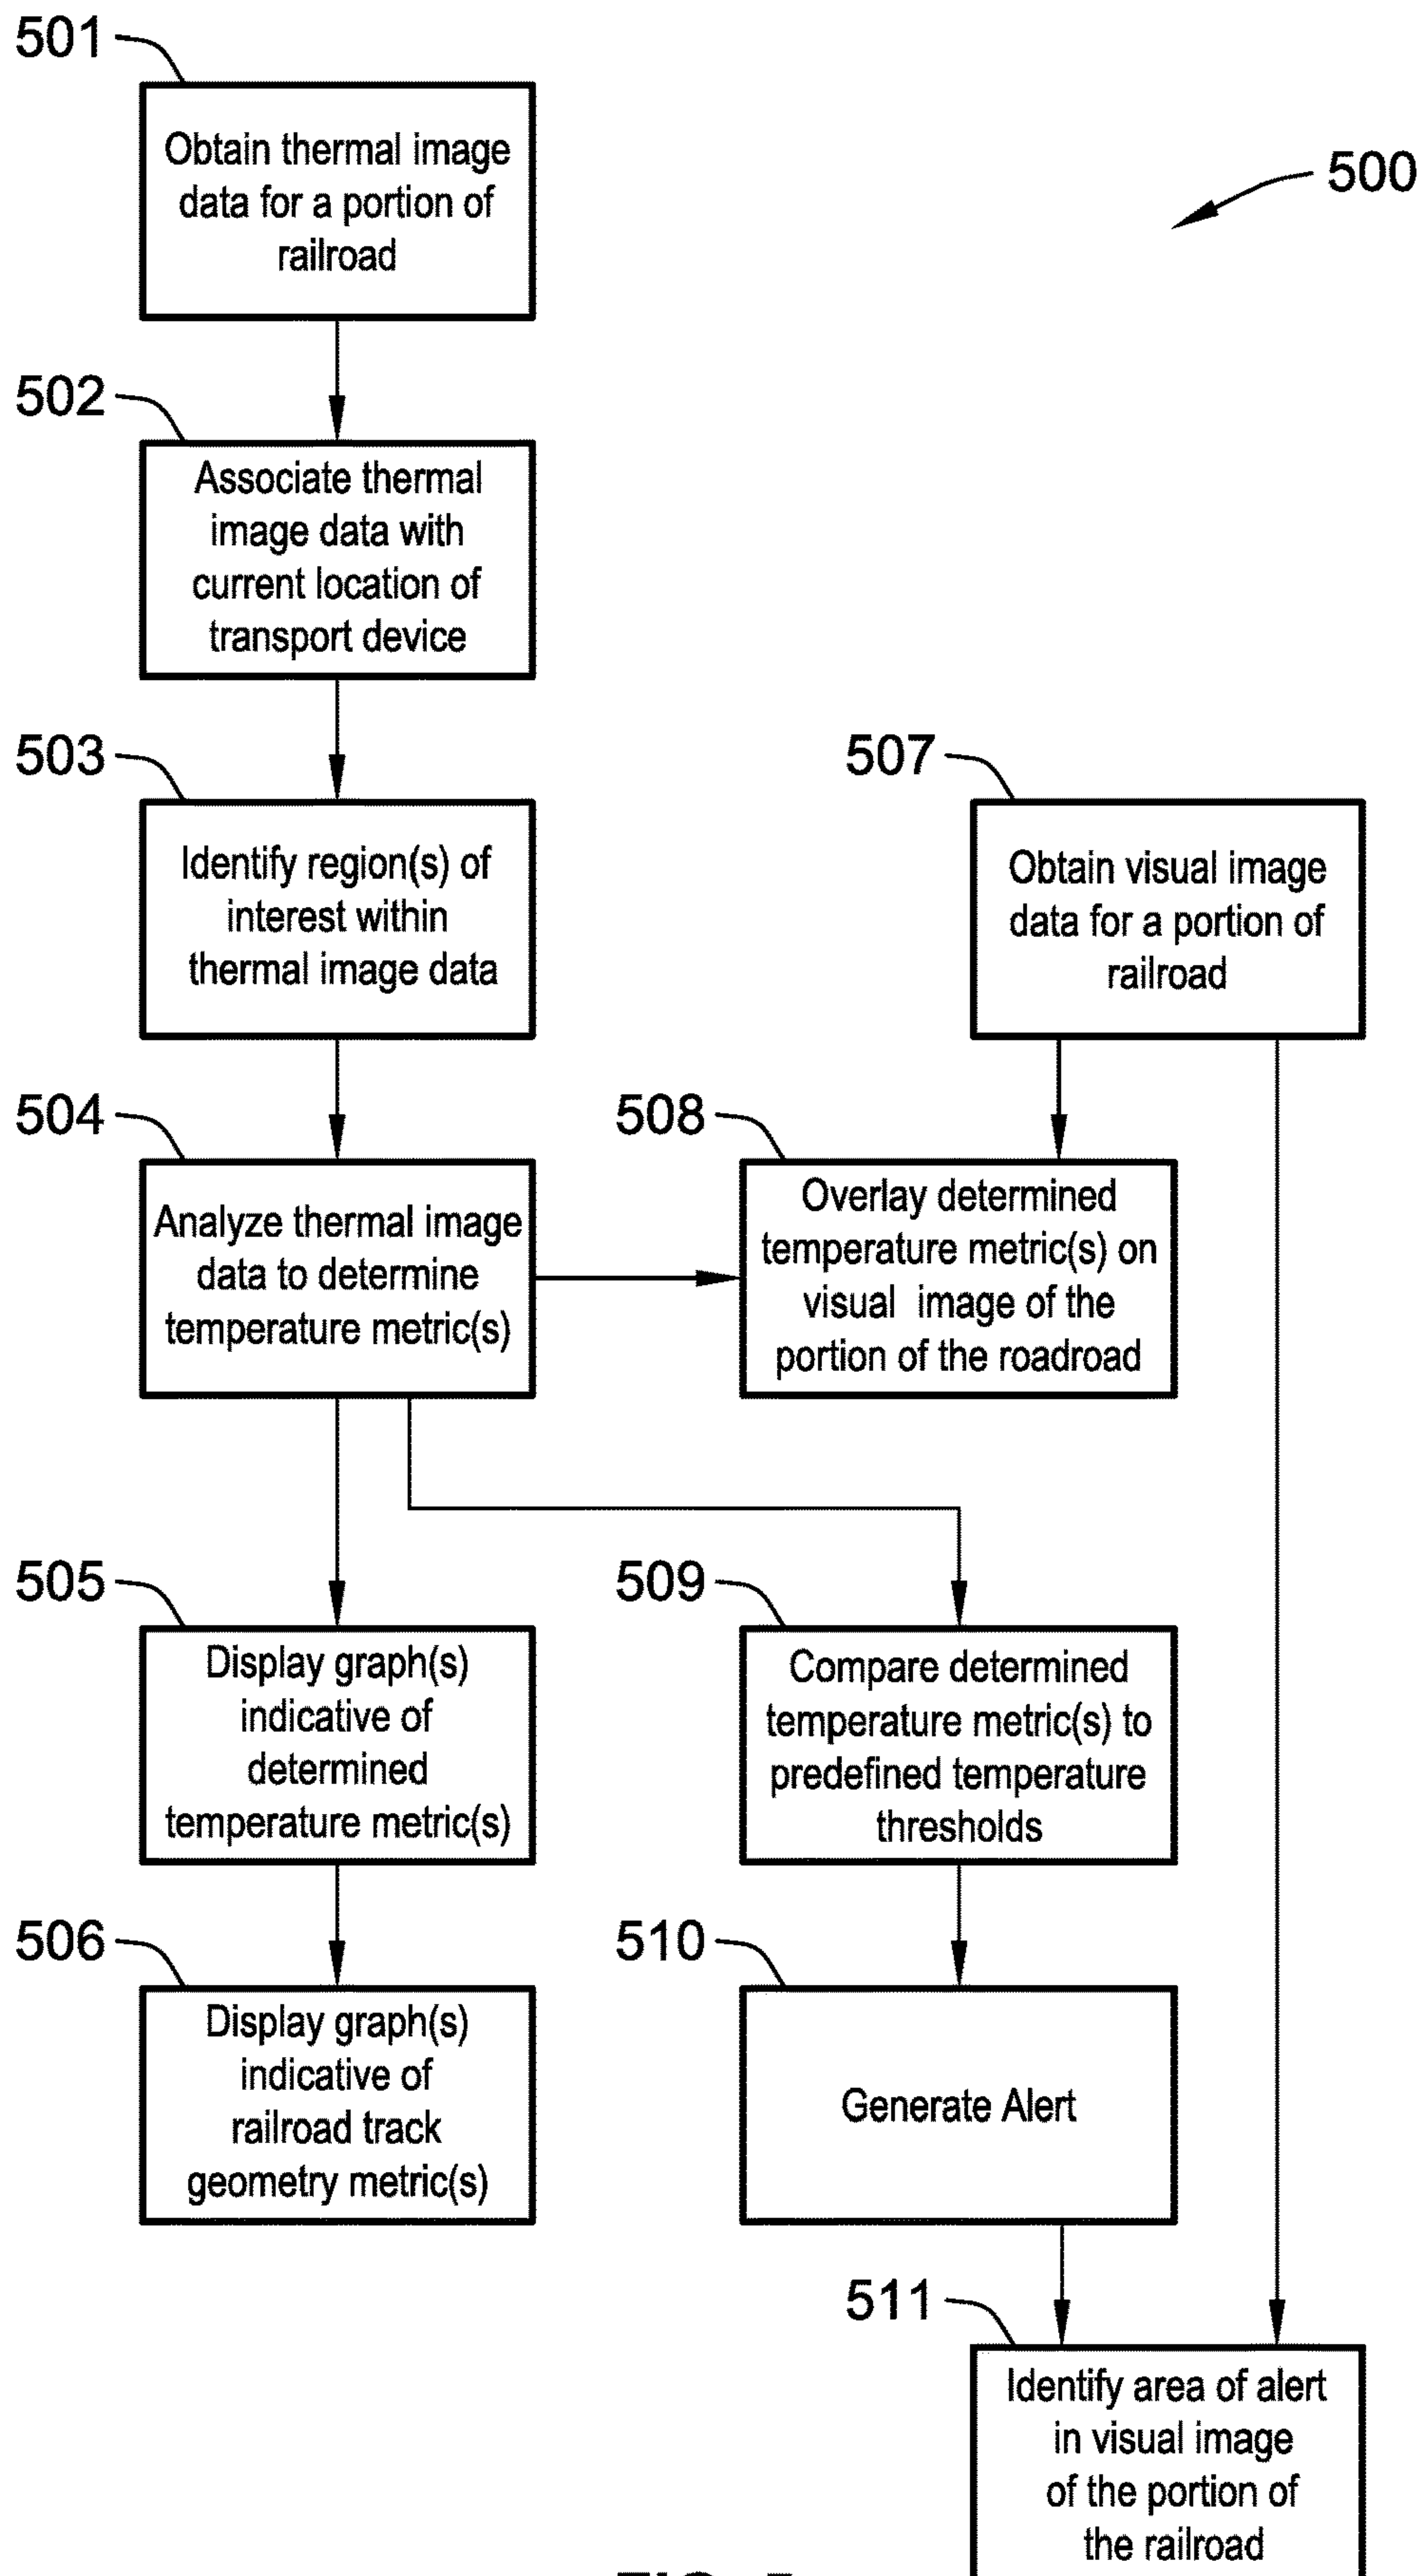 501
Obtain thermal image
data for a portion of
railroad
500
502
Associate thermal
image data with
current location of
transport device
503
Identify region(s) of
interest within
thermal image data
507
Obtain visual image
data for a portion of
railroad
504
Analyze thermal image
data to determine
temperature metric(s)
508
Overlay determined
temperature metric(s) on
visual image of the
portion of the roadroad
505
Display graph(s)
indicative of
determined
temperature metric(s)
509
Compare determined
temperature metric(s) to
predefined temperature
thresholds
506
Display graph(s)
indicative of
railroad track
geometry metric(s)
510
Generate Alert
511
Identify area of alert
in visual image
of the portion of
the railroad